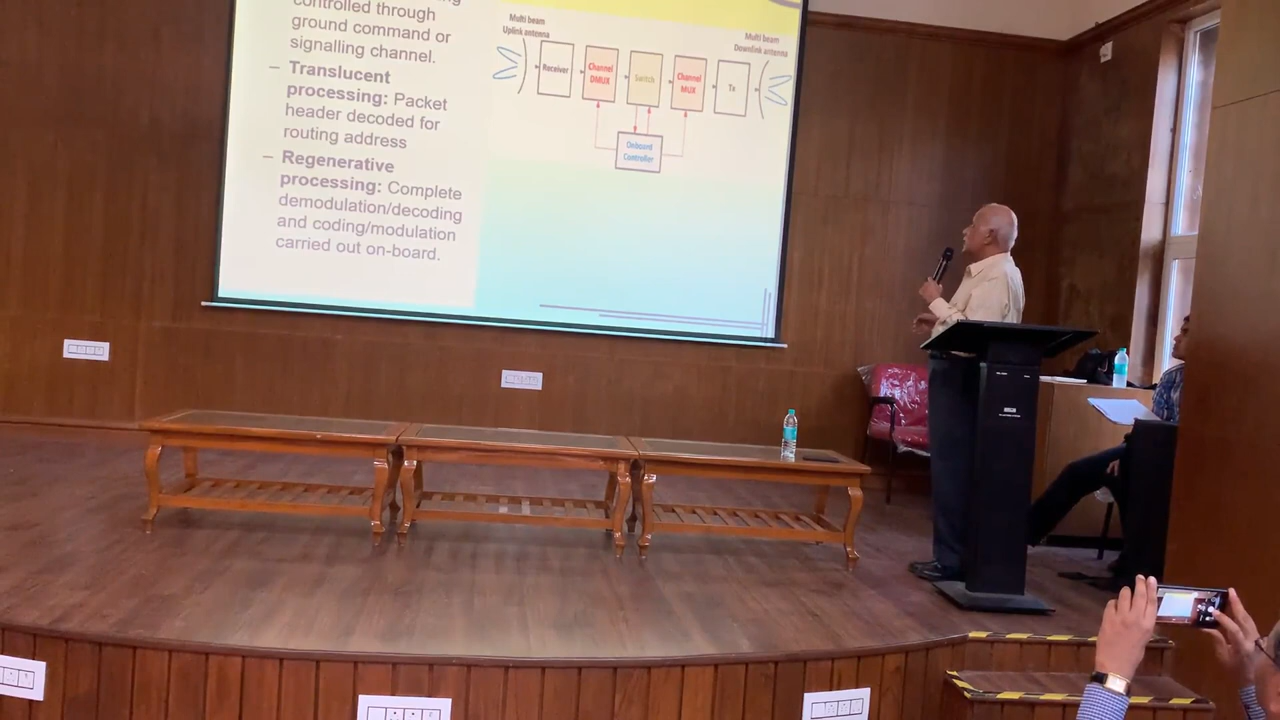 controlled through
ground command or
signalling channel.
– Translucent
processing: Packet
header decoded for
routing address
– Regenerative
processing: Complete
demodulation/decoding
and coding/modulation
carried out on-board.
Multi beam
Uplink antenna
Receiver
Channel
DMUX
Switch
Channel
MUX
Tx
Multi beam
Downlink antenna
Onboard
Controller